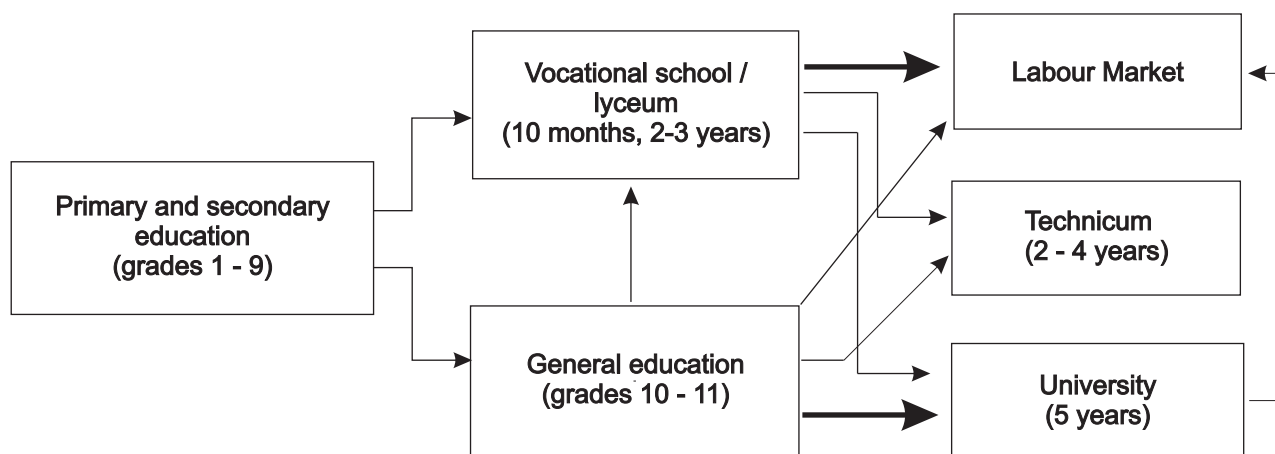 Primary and secondary
education
(grades 1 - 9)
Vocational school /
lyceum
(10 months, 2-3 years)
General education
(grades 10 - 11)
Labour Market
Technicum
(2 - 4 years)
University
(5 years)